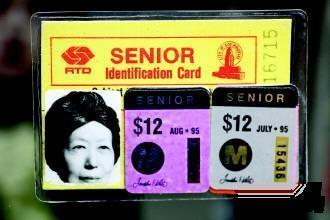 SENIOR
RTD
Identification Card
16715
SENIOR
$12 AUG • 95
SENIOR
$12 JULY • 95
M
15436